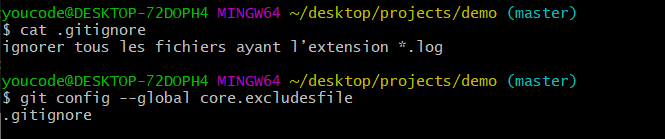 youcode@DESKTOP-72DOPH4 MINGW64 ~/desktop/projects/demo (master)
$ cat .gitignore
ignorer tous les fichiers ayant l’extension *.log
youcode@DESKTOP-72DOPH4 MINGW64 ~/desktop/projects/demo (master)
$ git config --global core.excludesfile
.gitignore